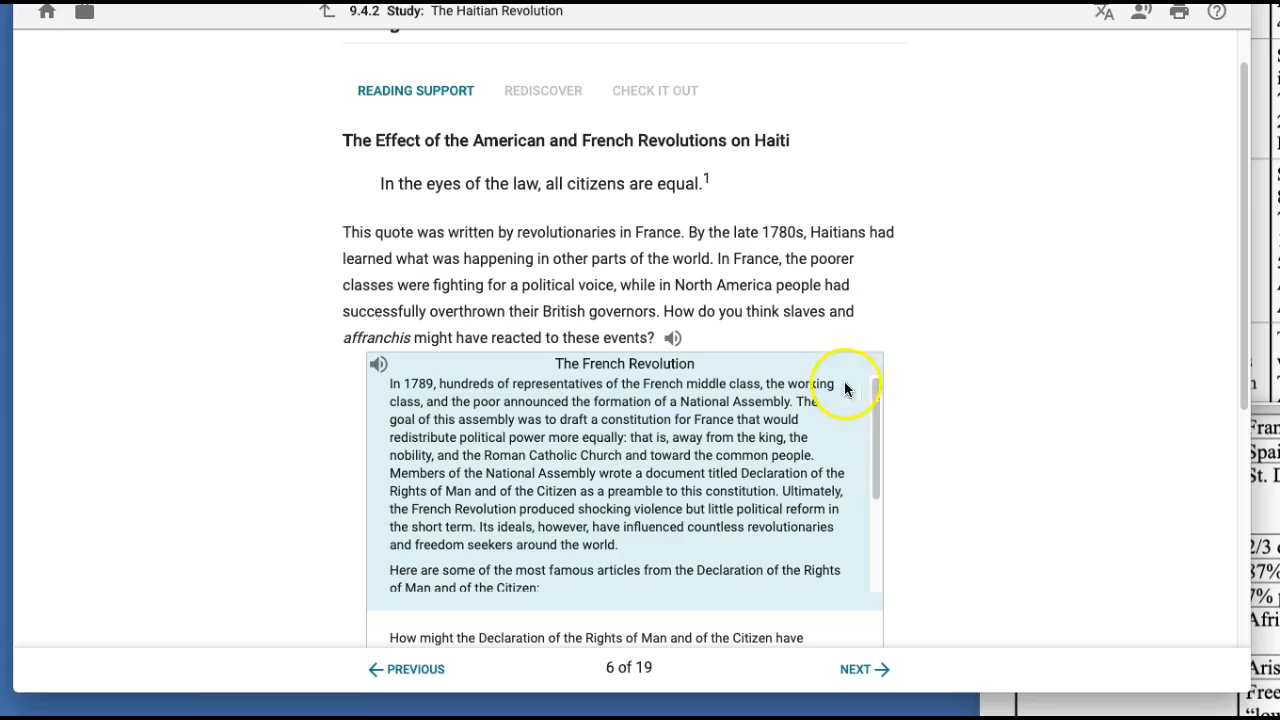 9.4.2 Study: The Haitian Revolution
READING SUPPORT REDISCOVER CHECK IT OUT
The Effect of the American and French Revolutions on Haiti
In the eyes of the law, all citizens are equal.1
This quote was written by revolutionaries in France. By the late 1780s, Haitians had
learned what was happening in other parts of the world. In France, the poorer
classes were fighting for a political voice, while in North America people had
successfully overthrown their British governors. How do you think slaves and
affranchis might have reacted to these events?
The French Revolution
In 1789, hundreds of representatives of the French middle class, the working
class, and the poor announced the formation of a National Assembly. The
goal of this assembly was to draft a constitution for France that would
redistribute political power more equally: that is, away from the king, the
nobility, and the Roman Catholic Church and toward the common people.
Members of the National Assembly wrote a document titled Declaration of the
Rights of Man and of the Citizen as a preamble to this constitution. Ultimately,
the French Revolution produced shocking violence but little political reform in
the short term. Its ideals, however, have influenced countless revolutionaries
and freedom seekers around the world.
Here are some of the most famous articles from the Declaration of the Rights
of Man and of the Citizen:
How might the Declaration of the Rights of Man and of the Citizen have
PREVIOUS 6 of 19 NEXT
St. D
2/3
87%
7%
Afri
Aris
Free
"lou